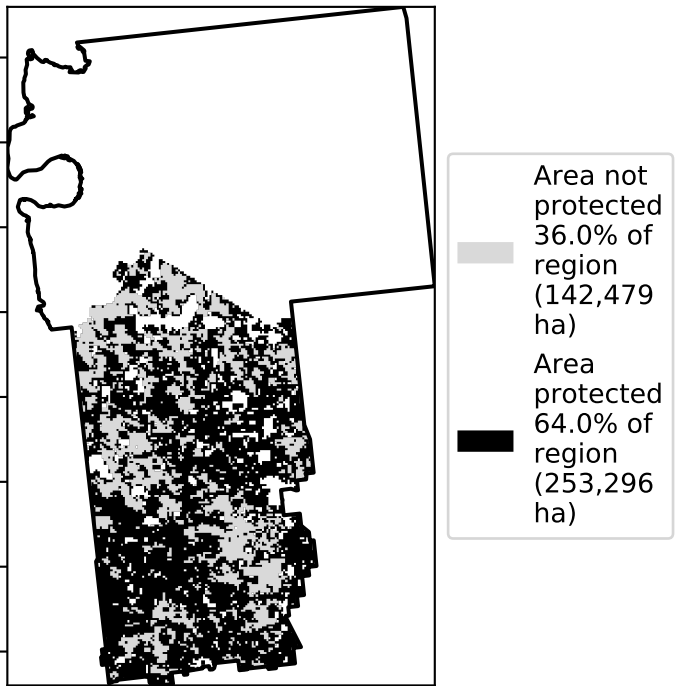 Area not
protected
36.0% of
region
(142,479
ha)
Area
protected
64.0% of
region
(253,296
ha)